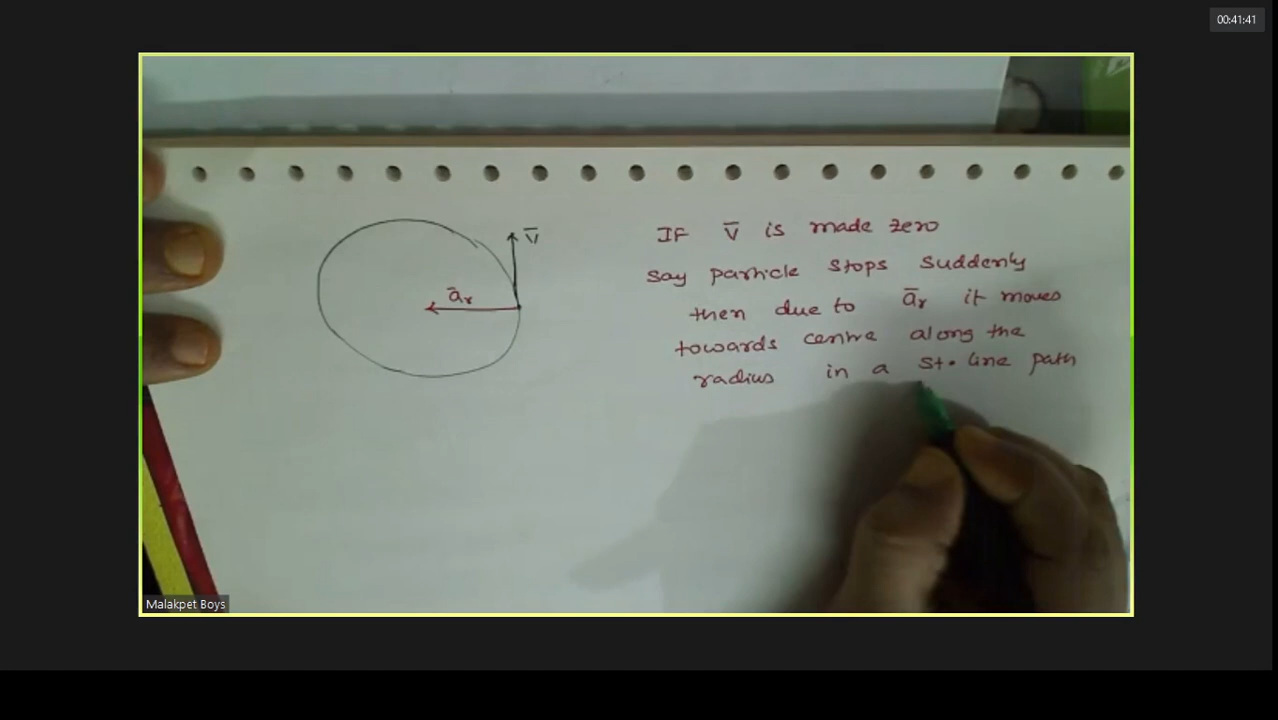 00:41:41
v̄
ār
If v̄ is made zero
say particle stops suddenly
then due to ār it moves
towards centre along the
radius in a st. line path
Malakpet Boys